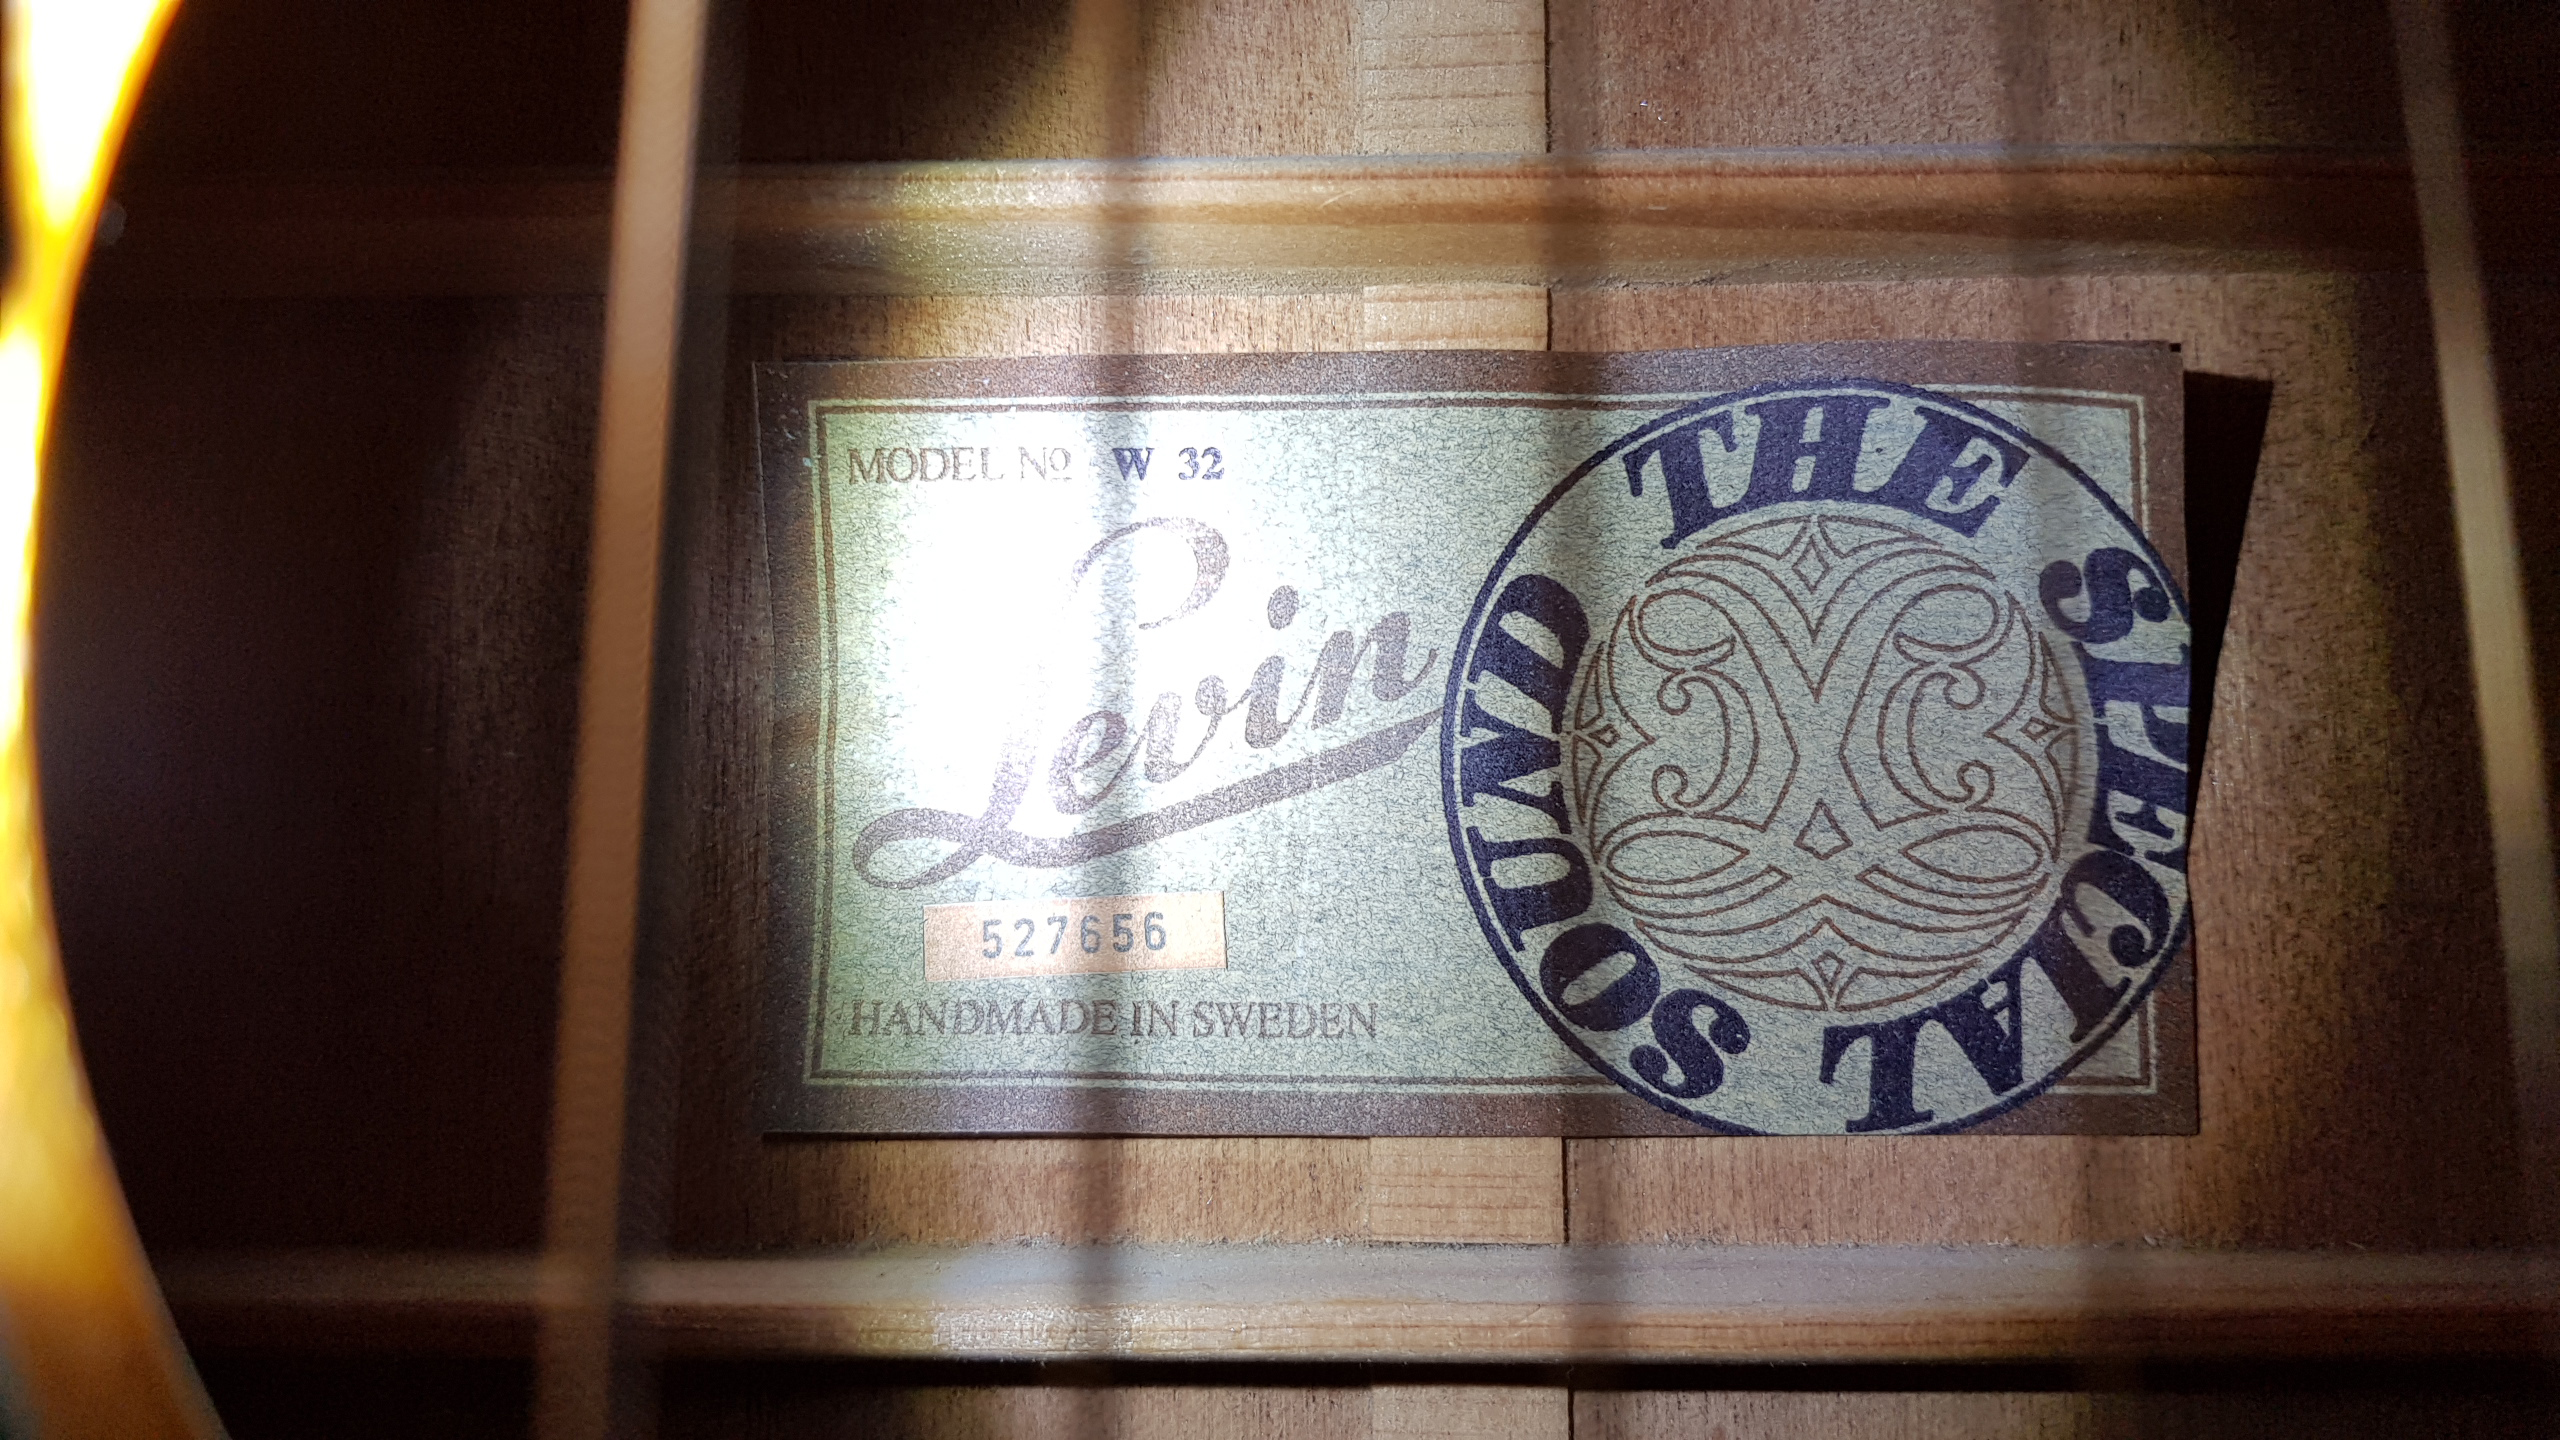 MODEL Nº W 32
Levin
527656
HANDMADE IN SWEDEN
THE SPECIAL SOUND